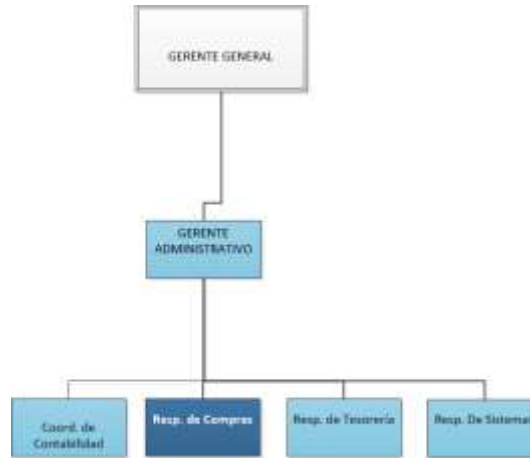 GERENTE GENERAL
GERENTE
ADMINISTRATIVO
Coord. de
Contabilidad
Resp. de Compras
Resp. de Tesorería
Resp. De Sistemas